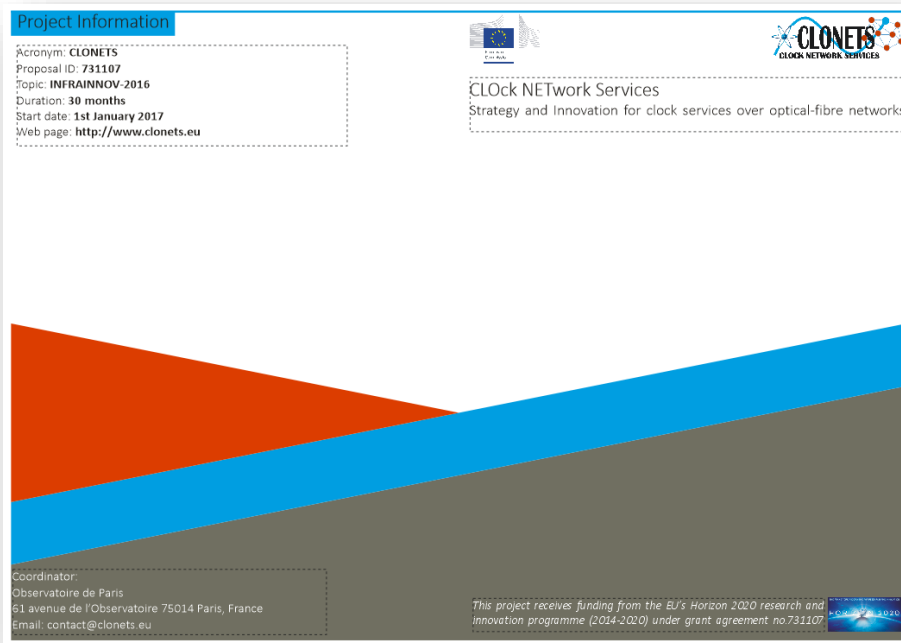 Project Information
Acronym: CLONETS
Proposal ID: 731107
Topic: INFRAINNOV-2016
Duration: 30 months
Start date: 1st January 2017
Web page: http://www.clonets.eu
CLONETS
CLOCK NETWORK SERVICES
CLOck NETwork Services
Strategy and Innovation for clock services over optical-fibre networks
Coordinator:
Observatoire de Paris
61 avenue de l'Observatoire 75014 Paris, France
Email: contact@clonets.eu
This project receives funding from the EU's Horizon 2020 research and
innovation programme (2014-2020) under grant agreement no.731107